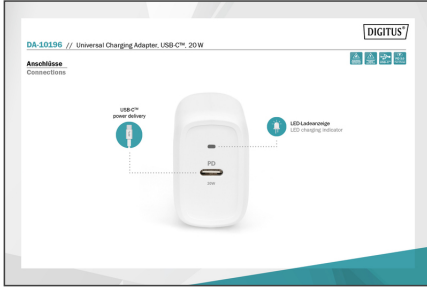 DIGITUS®
DA-10196 // Universal Charging Adapter, USB-C™, 20 W
Anschlüsse
Connections
USB-C™
power delivery
LED-Ladeanzeige
LED charging indicator
PD
20W